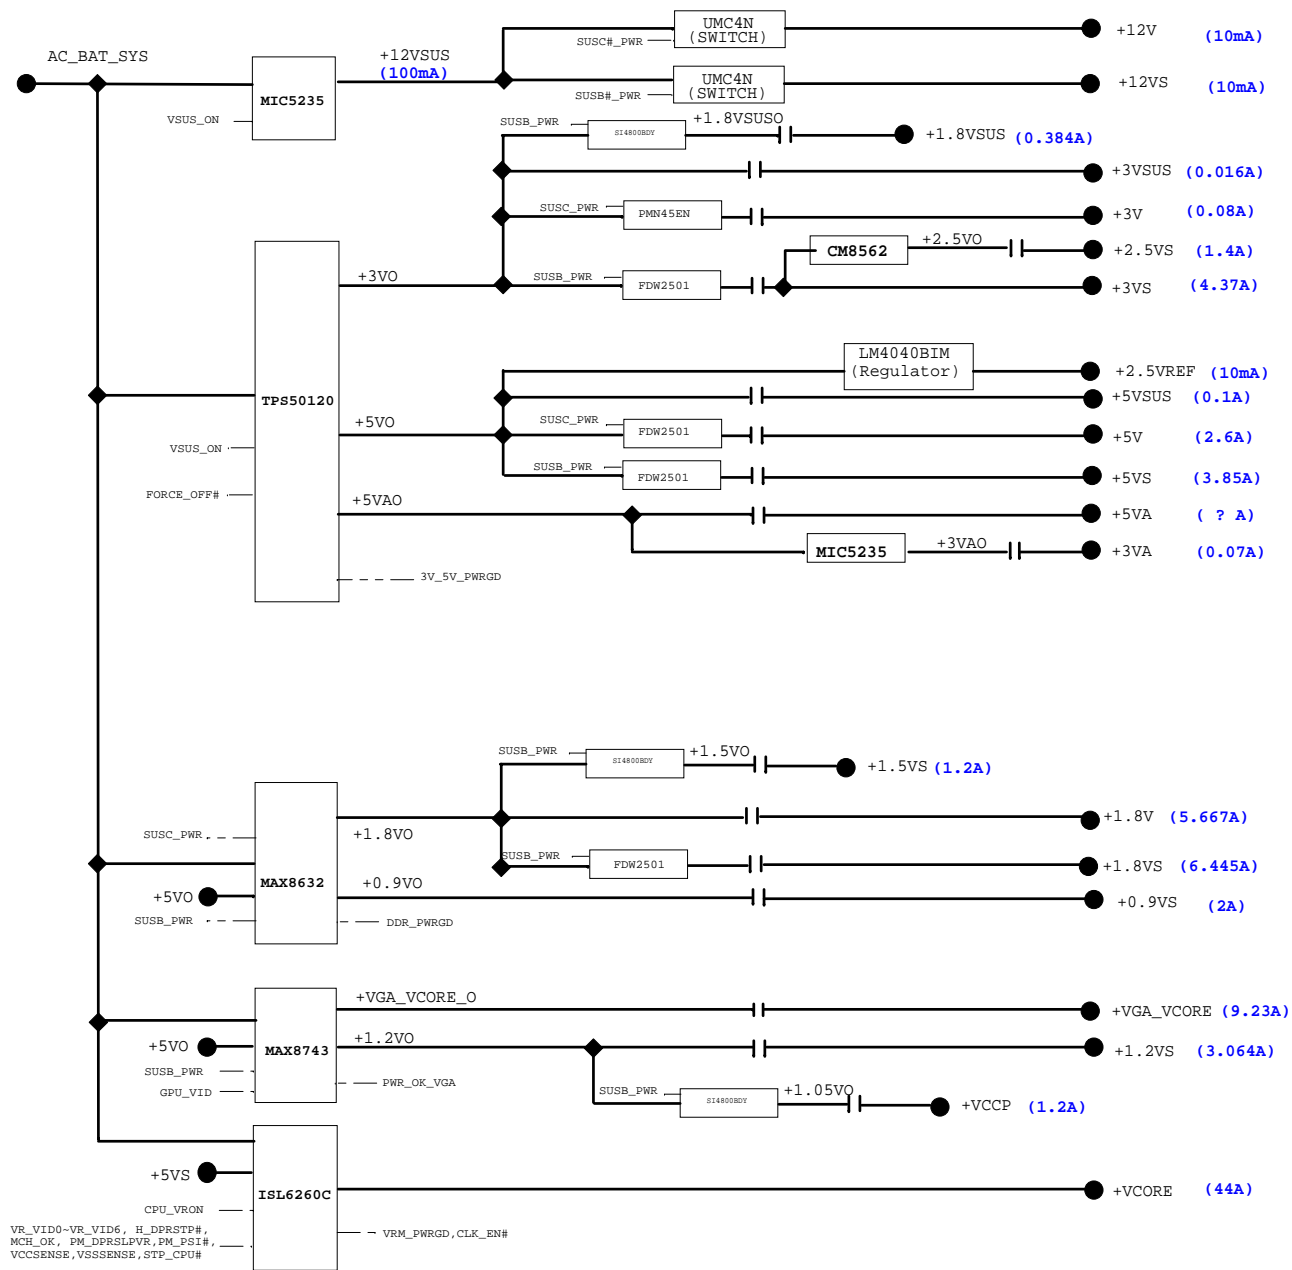 AC_BAT_SYS
MIC5235
VSUS_ON
+12VSUS
(100mA)
SUSC#_PWR
UMC4N
(SWITCH)
+12V (10mA)
SUSB#_PWR
UMC4N
(SWITCH)
+12VS (10mA)
SUSB_PWR
SI4800BDY
+1.8VSUSO
+1.8VSUS (0.384A)
+3VSUS (0.016A)
SUSC_PWR
PMN45EN
+3V (0.08A)
CM8562
+2.5VO
+2.5VS (1.4A)
+3VO
SUSB_PWR
FDW2501
+3VS (4.37A)
LM4040BIM
(Regulator)
+2.5VREF (10mA)
TPS50120
+5VSUS (0.1A)
+5VO
SUSC_PWR
FDW2501
+5V (2.6A)
VSUS_ON
SUSB_PWR
FDW2501
+5VS (3.85A)
FORCE_OFF#
+5VAO
+5VA ( ? A)
MIC5235
+3VAO
+3VA (0.07A)
3V_5V_PWRGD
SUSB_PWR
SI4800BDY
+1.5VO
+1.5VS (1.2A)
SUSC_PWR
+1.8VO
+1.8V (5.667A)
SUSB_PWR
FDW2501
+1.8VS (6.445A)
MAX8632
+5VO
+0.9VO
+0.9VS (2A)
SUSB_PWR
DDR_PWRGD
+VGA_VCORE_O
+VGA_VCORE (9.23A)
+5VO
MAX8743
+1.2VO
+1.2VS (3.064A)
SUSB_PWR
GPU_VID
PWR_OK_VGA
SUSB_PWR
SI4800BDY
+1.05VO
+VCCP (1.2A)
+5VS
ISL6260C
+VCORE (44A)
CPU_VRON
VR_VID0~VR_VID6, H_DPRSTP#,
MCH_OK, PM_DPRSLPVR,PM_PSI#,
VCCSENSE,VSSSENSE,STP_CPU#
VRM_PWRGD,CLK_EN#